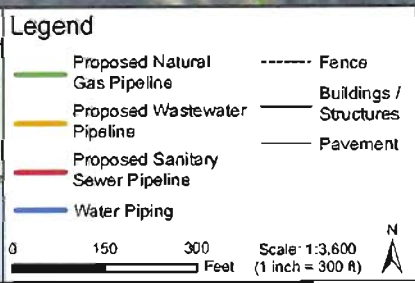 Legend
Proposed Natural
Gas Pipeline
Proposed Wastewater
Pipeline
Proposed Sanitary
Sewer Pipeline
Water Piping
Fence
Buildings /
Structures
Pavement
0 150 300
Feet
Scale: 1:3,600
(1 inch = 300 ft)
N